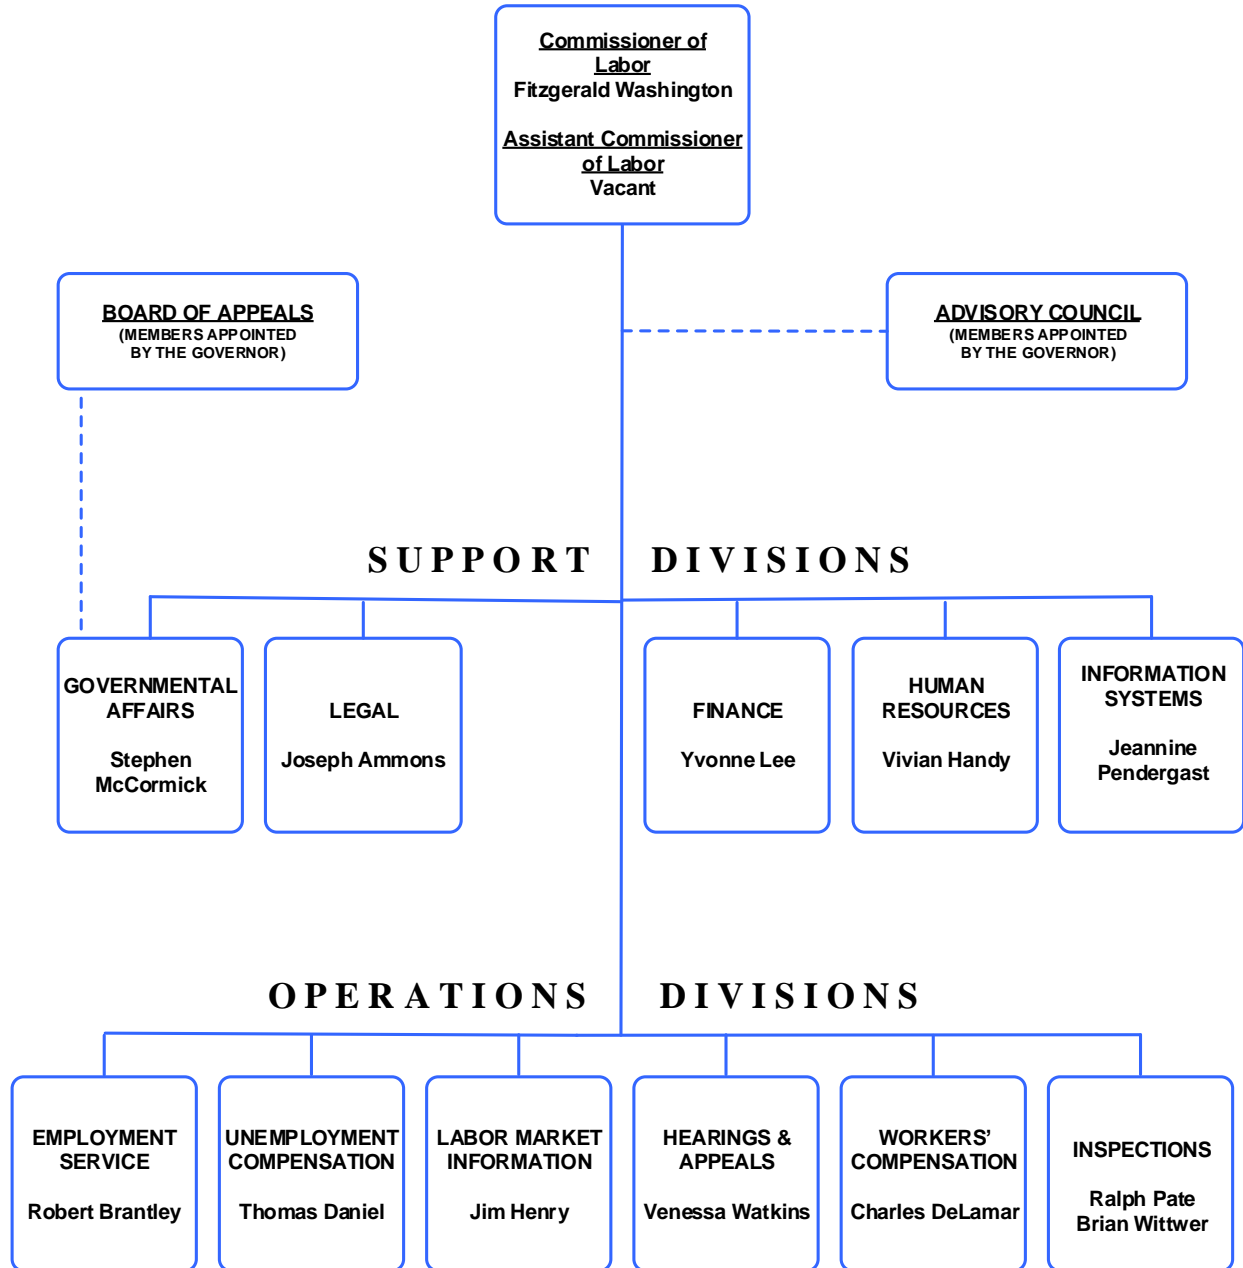 Commissioner of
Labor
Fitzgerald Washington
Assistant Commissioner
of Labor
Vacant
BOARD OF APPEALS
(MEMBERS APPOINTED
BY THE GOVERNOR)
ADVISORY COUNCIL
(MEMBERS APPOINTED
BY THE GOVERNOR)
SUPPORT DIVISIONS
GOVERNMENTAL
AFFAIRS
Stephen
McCormick
LEGAL
Joseph Ammons
FINANCE
Yvonne Lee
HUMAN
RESOURCES
Vivian Handy
INFORMATION
SYSTEMS
Jeannine
Pendergast
OPERATIONS DIVISIONS
EMPLOYMENT
SERVICE
Robert Brantley
UNEMPLOYMENT
COMPENSATION
Thomas Daniel
LABOR MARKET
INFORMATION
Jim Henry
HEARINGS &
APPEALS
Venessa Watkins
WORKERS’
COMPENSATION
Charles DeLamar
INSPECTIONS
Ralph Pate
Brian Wittwer